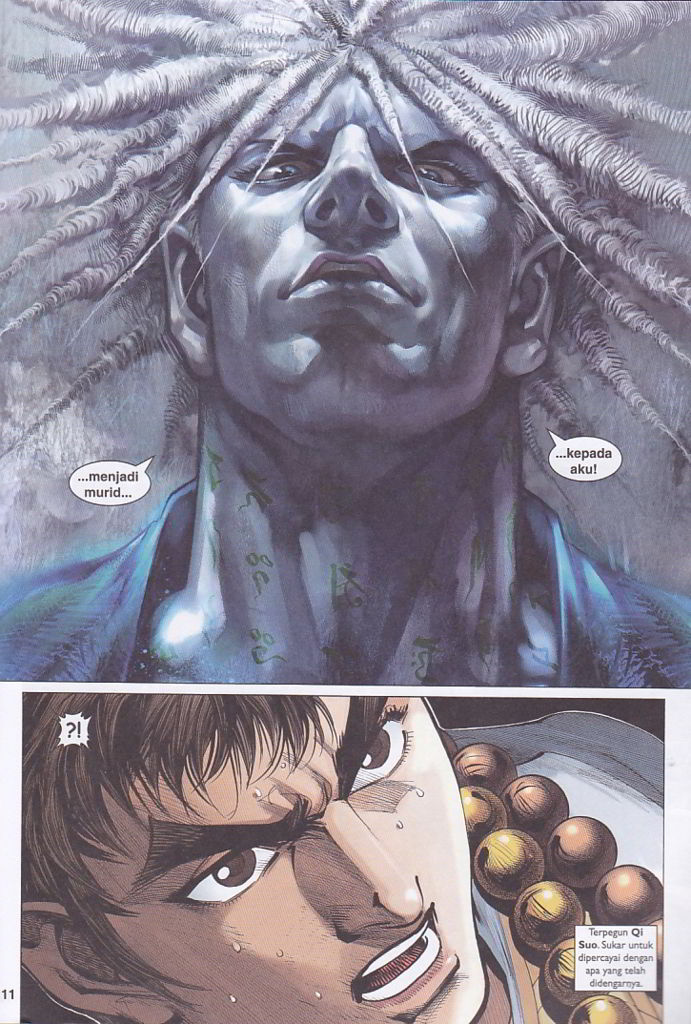 ...menjadi
murid...
...kepada
aku!
?!
Terpegun Qi
Suo. Sukar untuk
dipercayai dengan
apa yang telah
didengarnya.
11